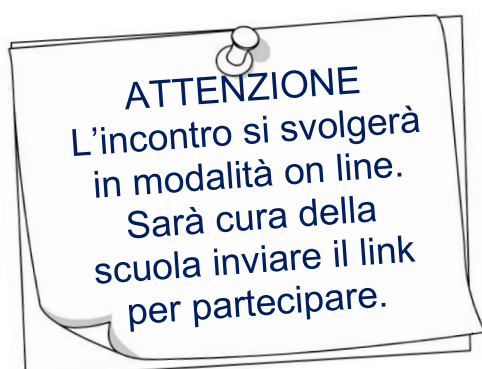 ATTENZIONE
L’incontro si svolgerà
in modalità on line.
Sarà cura della
scuola inviare il link
per partecipare.